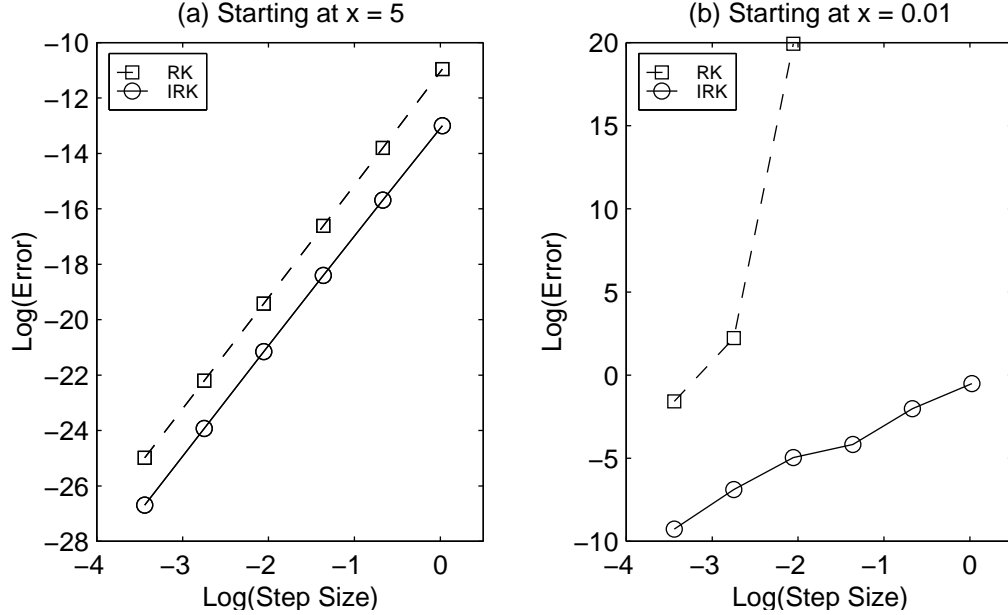 (a) Starting at x = 5
−10
−12
−14
−16
−18
−20
−22
−24
−26
−28
−4
−3
−2
−1
0
Log(Step Size)
Log(Error)
RK
IRK
(b) Starting at x = 0.01
20
15
10
5
0
−5
−10
−4
−3
−2
−1
0
Log(Step Size)
Log(Error)
RK
IRK